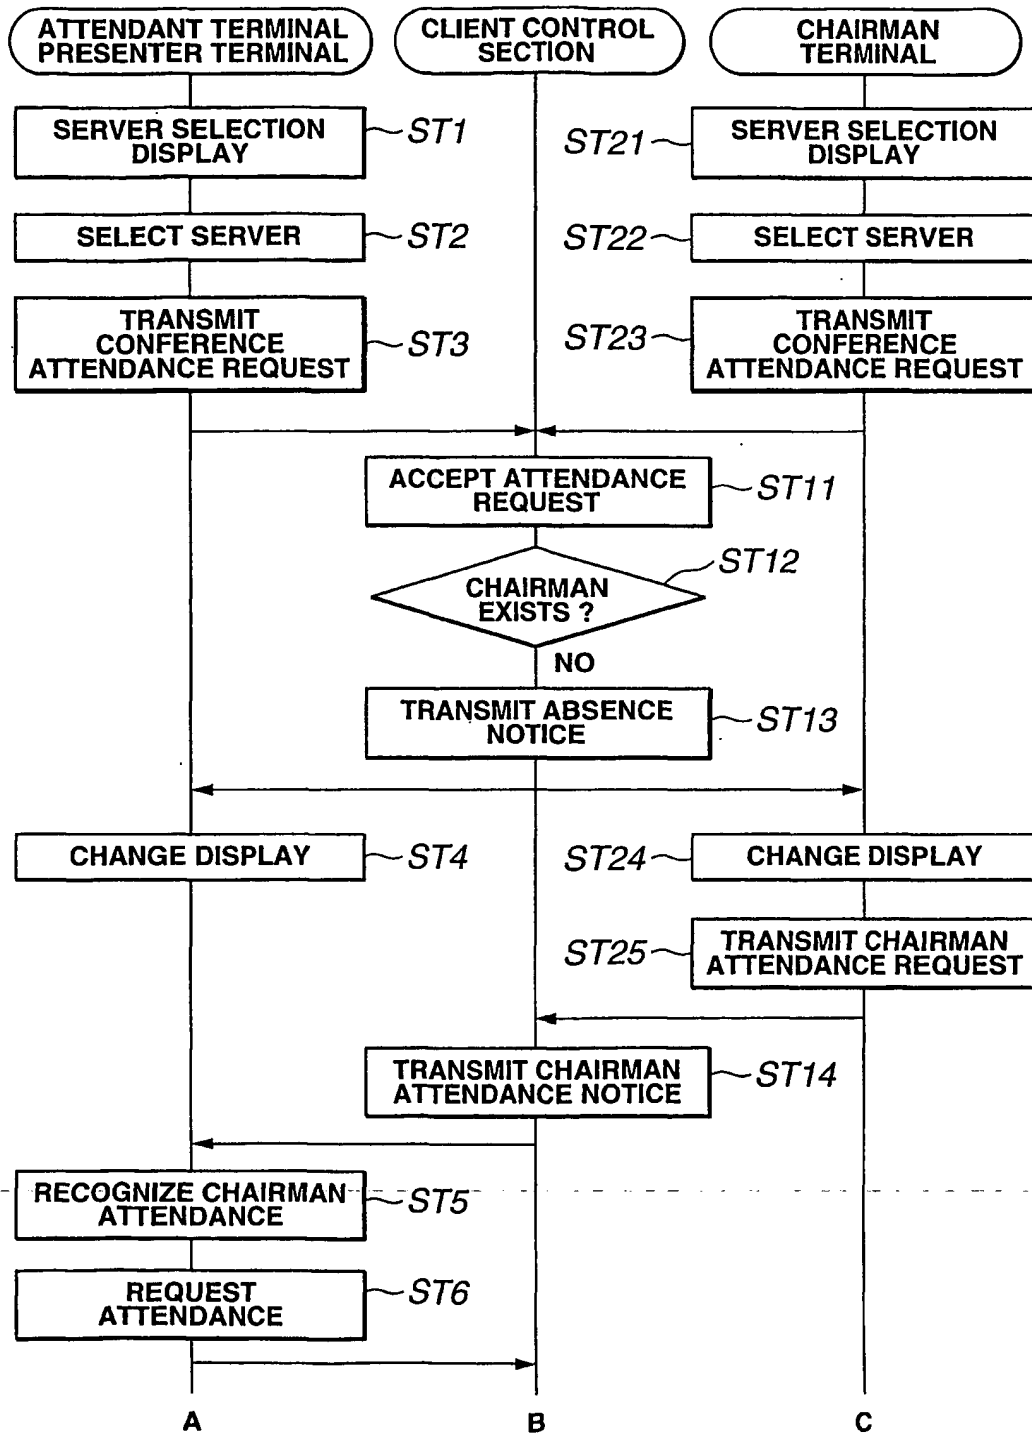 ATTENDANT TERMINAL
PRESENTER TERMINAL
CLIENT CONTROL
SECTION
CHAIRMAN
TERMINAL
SERVER SELECTION
DISPLAY
ST1
ST21
SERVER SELECTION
DISPLAY
SELECT SERVER
ST2
ST22
SELECT SERVER
TRANSMIT
CONFERENCE
ATTENDANCE REQUEST
ST3
ST23
TRANSMIT
CONFERENCE
ATTENDANCE REQUEST
ACCEPT ATTENDANCE
REQUEST
ST11
CHAIRMAN
EXISTS ?
ST12
NO
TRANSMIT ABSENCE
NOTICE
ST13
CHANGE DISPLAY
ST4
ST24
CHANGE DISPLAY
ST25
TRANSMIT CHAIRMAN
ATTENDANCE REQUEST
TRANSMIT CHAIRMAN
ATTENDANCE NOTICE
ST14
RECOGNIZE CHAIRMAN
ATTENDANCE
ST5
REQUEST
ATTENDANCE
ST6
A
B
C